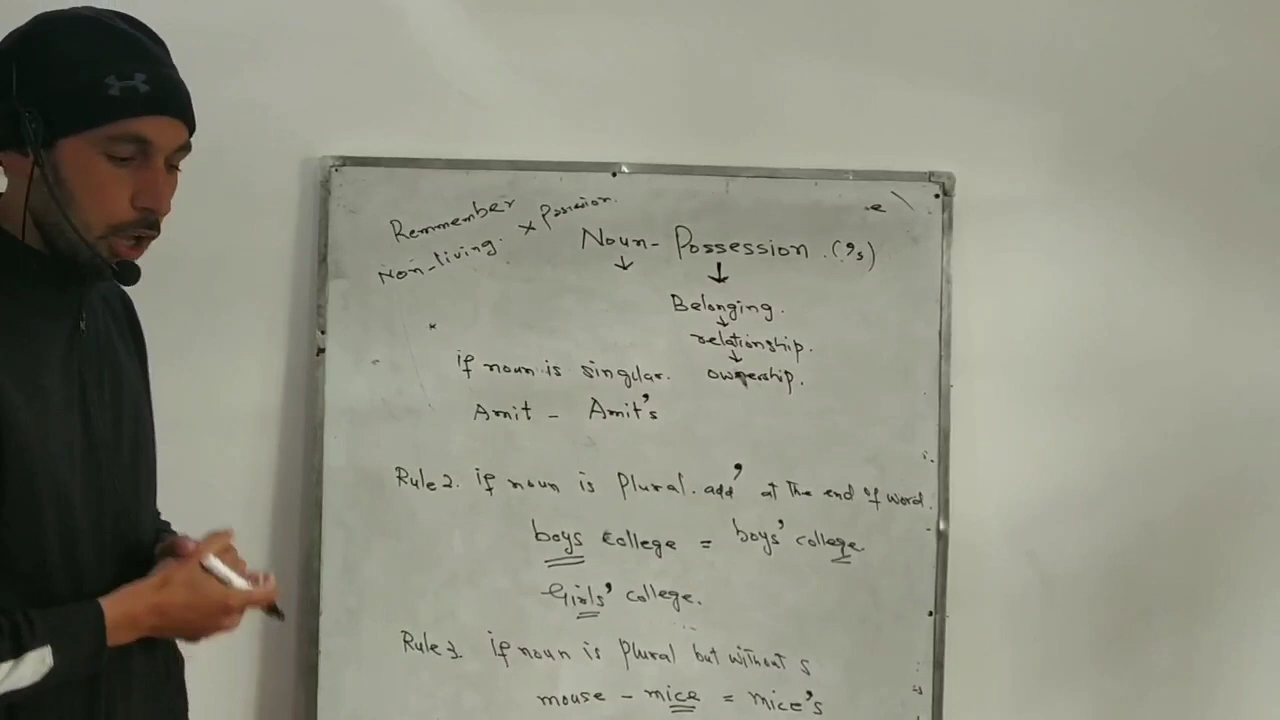 Remmember
Non-living × Possesion.
Noun - Possession. ('s)
Belonging.
relationship.
ownership.
if noun is singular.
Amit - Amit's
Rule 2. if noun is plural. add ' at the end of word.
boys college = boys' college
Girls' college.
Rule 3. if noun is plural but without s
mouse - mice = mice's